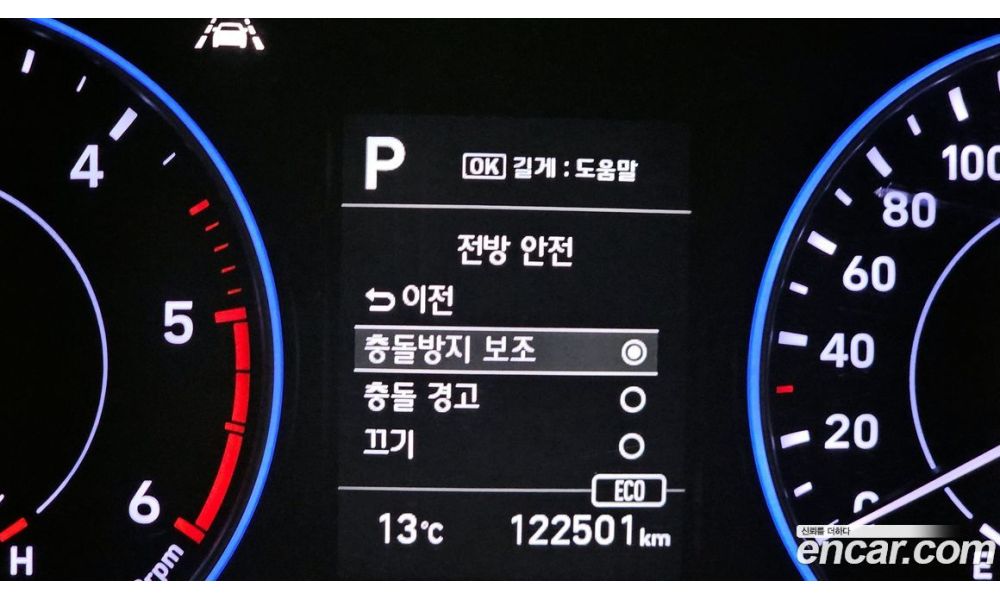 P
OK 길게 : 도움말
전방 안전
이전
충돌방지 보조
충돌 경고
끄기
ECO
13℃ 122501 km
4
5
6
H
rpm
100
80
60
40
20
0
E
신뢰를 더하다
encar.com